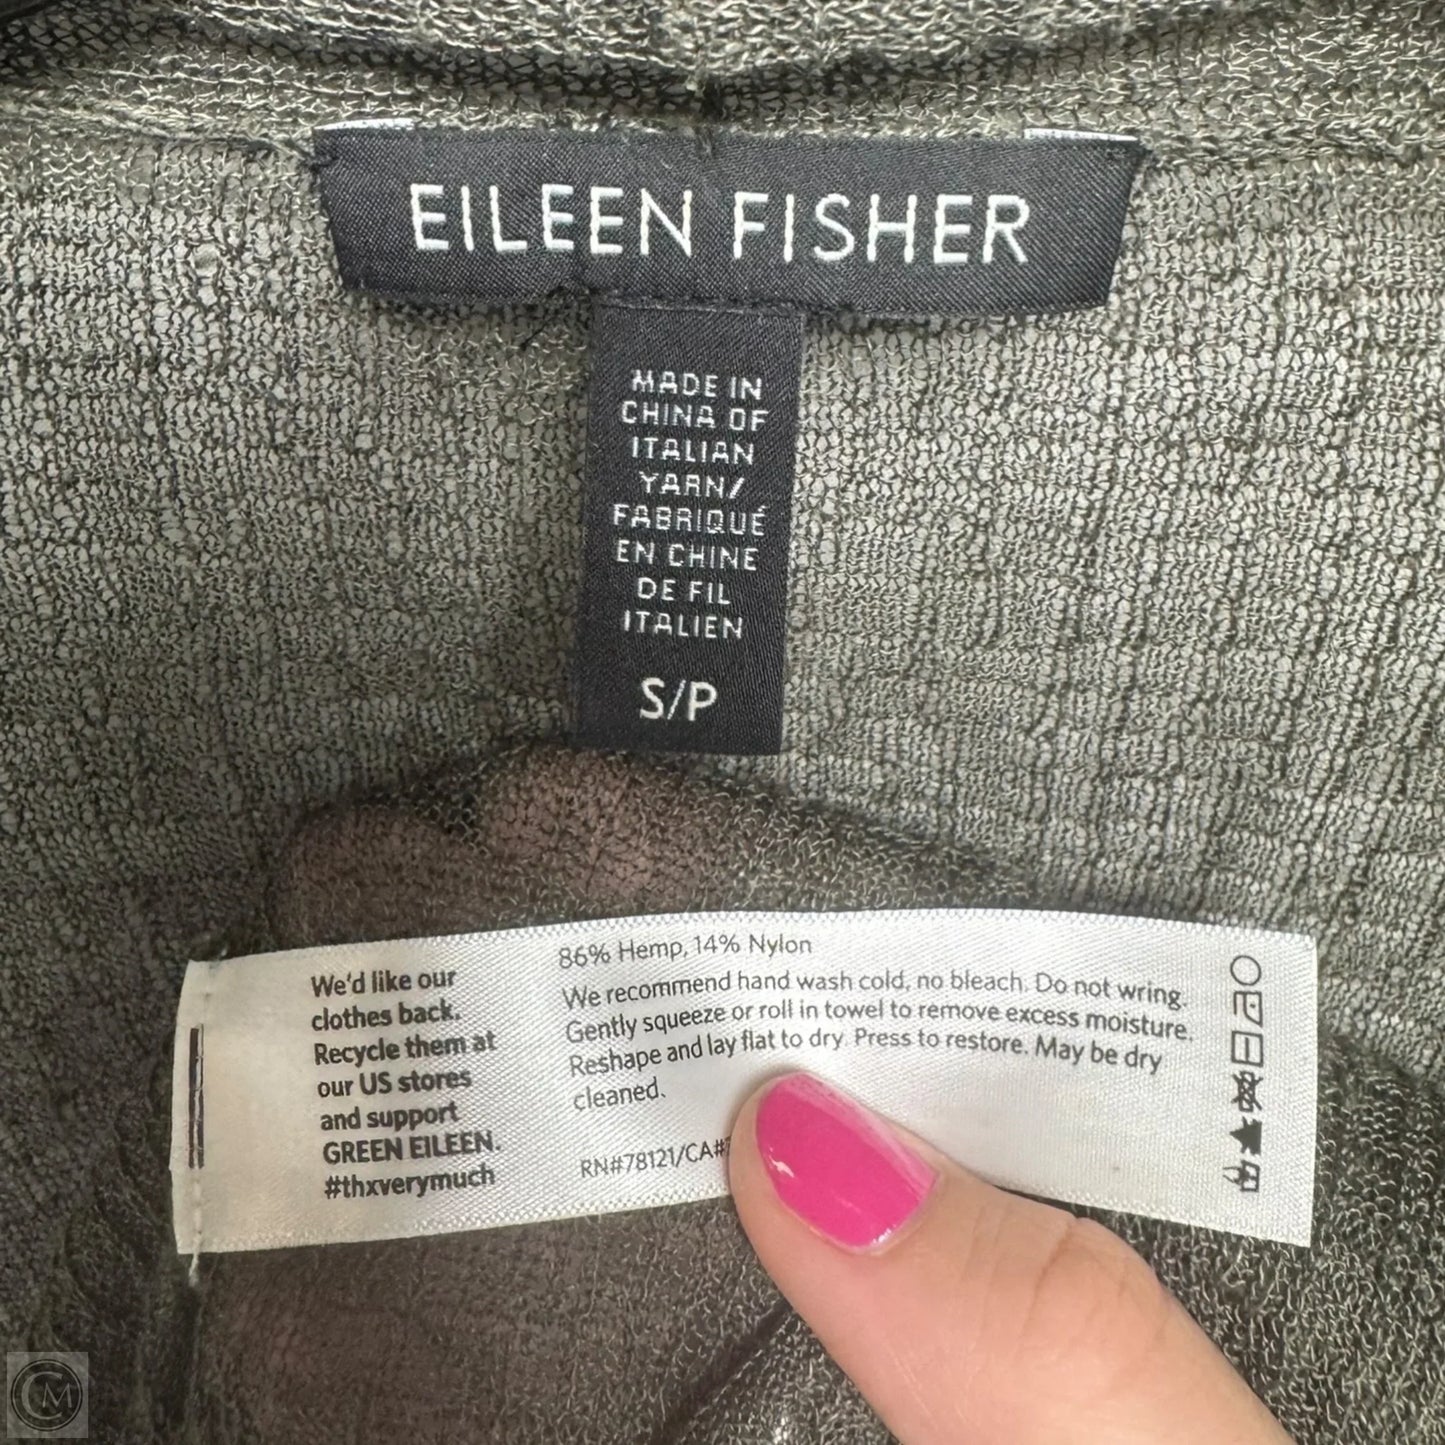 EILEEN FISHER
MADE IN
CHINA OF
ITALIAN
YARN/
FABRIQUÉ
EN CHINE
DE FIL
ITALIEN
S/P
We'd like our
clothes back.
Recycle them at
our US stores
and support
GREEN EILEEN.
#thxverymuch
86% Hemp, 14% Nylon
We recommend hand wash cold, no bleach. Do not wring.
Gently squeeze or roll in towel to remove excess moisture.
Reshape and lay flat to dry. Press to restore. May be dry
cleaned.
RN#78121/CA#
CM